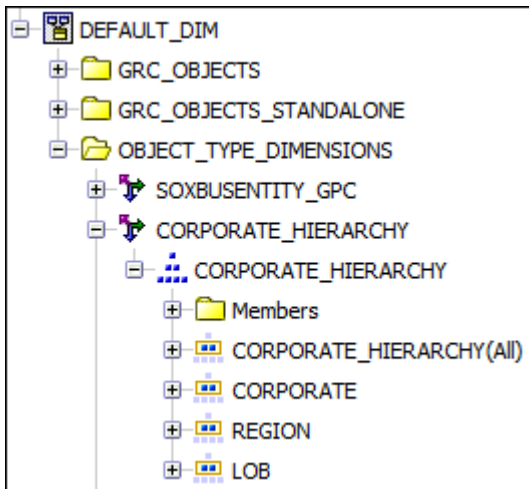 DEFAULT_DIM
GRC_OBJECTS
GRC_OBJECTS_STANDALONE
OBJECT_TYPE_DIMENSIONS
SOXBUSENTITY_GPC
CORPORATE_HIERARCHY
CORPORATE_HIERARCHY
Members
CORPORATE_HIERARCHY(All)
CORPORATE
REGION
LOB